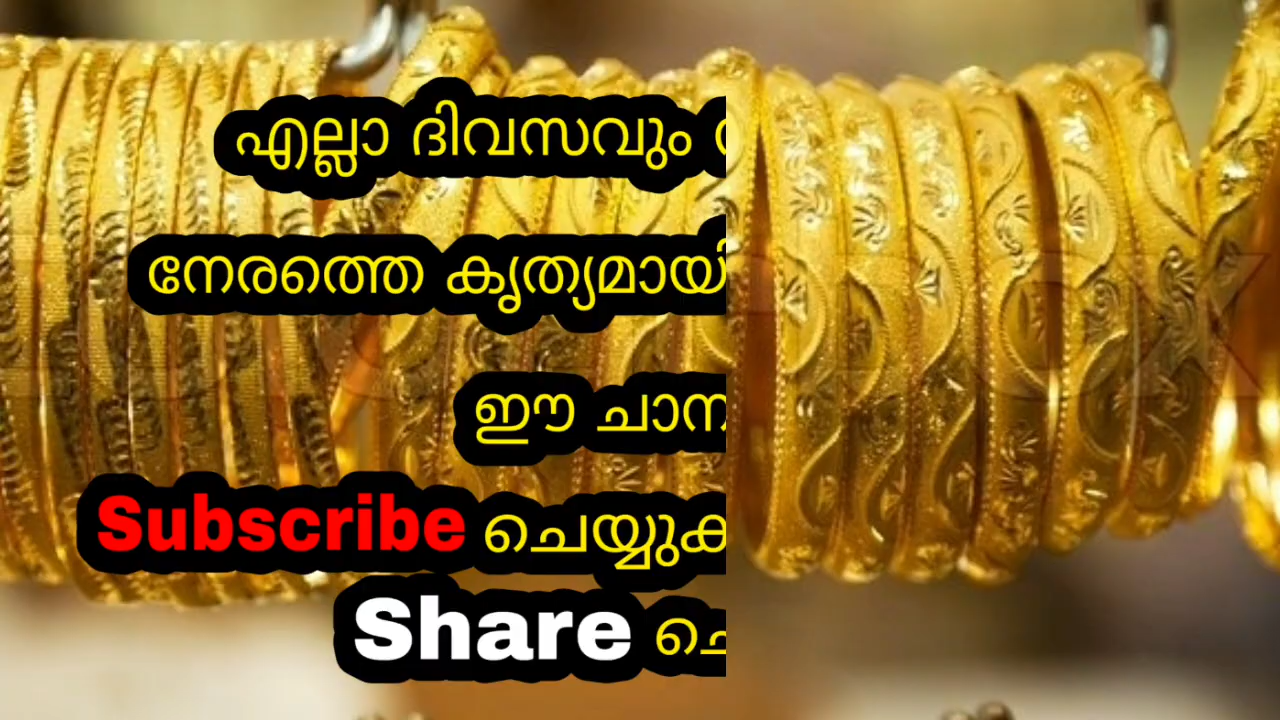 എല്ലാ ദിവസവും
നേരത്തെ കൃത്യമായി
ഈ
Subscribe ചെയ്യുക
Share